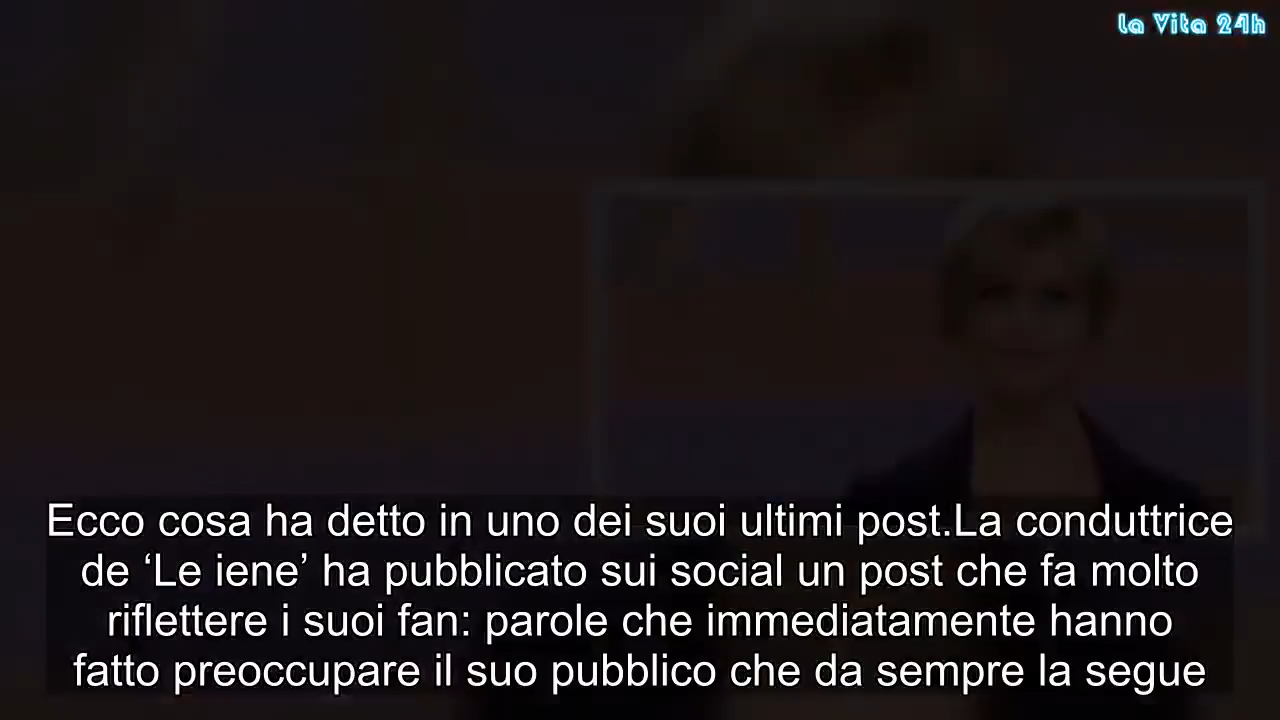 La Vita 24h
Ecco cosa ha detto in uno dei suoi ultimi post.La conduttrice
de ‘Le iene’ ha pubblicato sui social un post che fa molto
riflettere i suoi fan: parole che immediatamente hanno
fatto preoccupare il suo pubblico che da sempre la segue